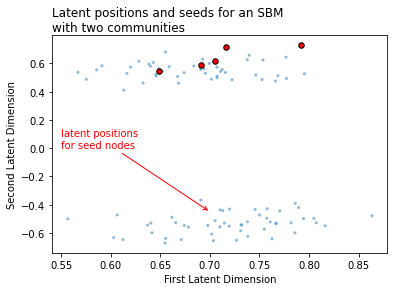 Latent positions and seeds for an SBM
with two communities
Second Latent Dimension
0.6
0.4
0.2
0.0
−0.2
−0.4
−0.6
latent positions
for seed nodes
0.55
0.60
0.65
0.70
0.75
0.80
0.85
First Latent Dimension